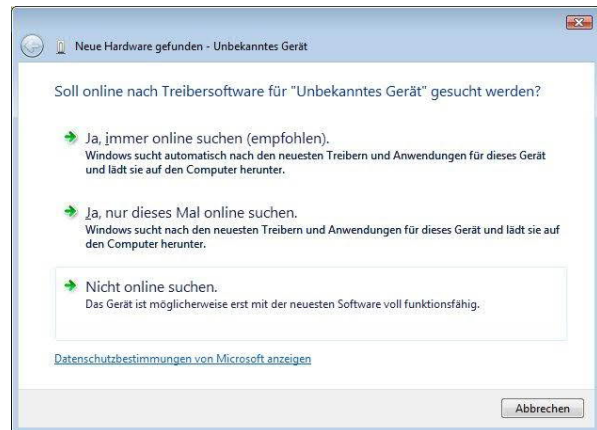 Neue Hardware gefunden - Unbekanntes Gerät
Soll online nach Treibersoftware für "Unbekanntes Gerät" gesucht werden?
Ja, immer online suchen (empfohlen).
Windows sucht automatisch nach den neuesten Treibern und Anwendungen für dieses Gerät
und lädt sie auf den Computer herunter.
Ja, nur dieses Mal online suchen.
Windows sucht nach den neuesten Treibern und Anwendungen für dieses Gerät und lädt sie auf
den Computer herunter.
Nicht online suchen.
Das Gerät ist möglicherweise erst mit der neuesten Software voll funktionsfähig.
Datenschutzbestimmungen von Microsoft anzeigen
Abbrechen